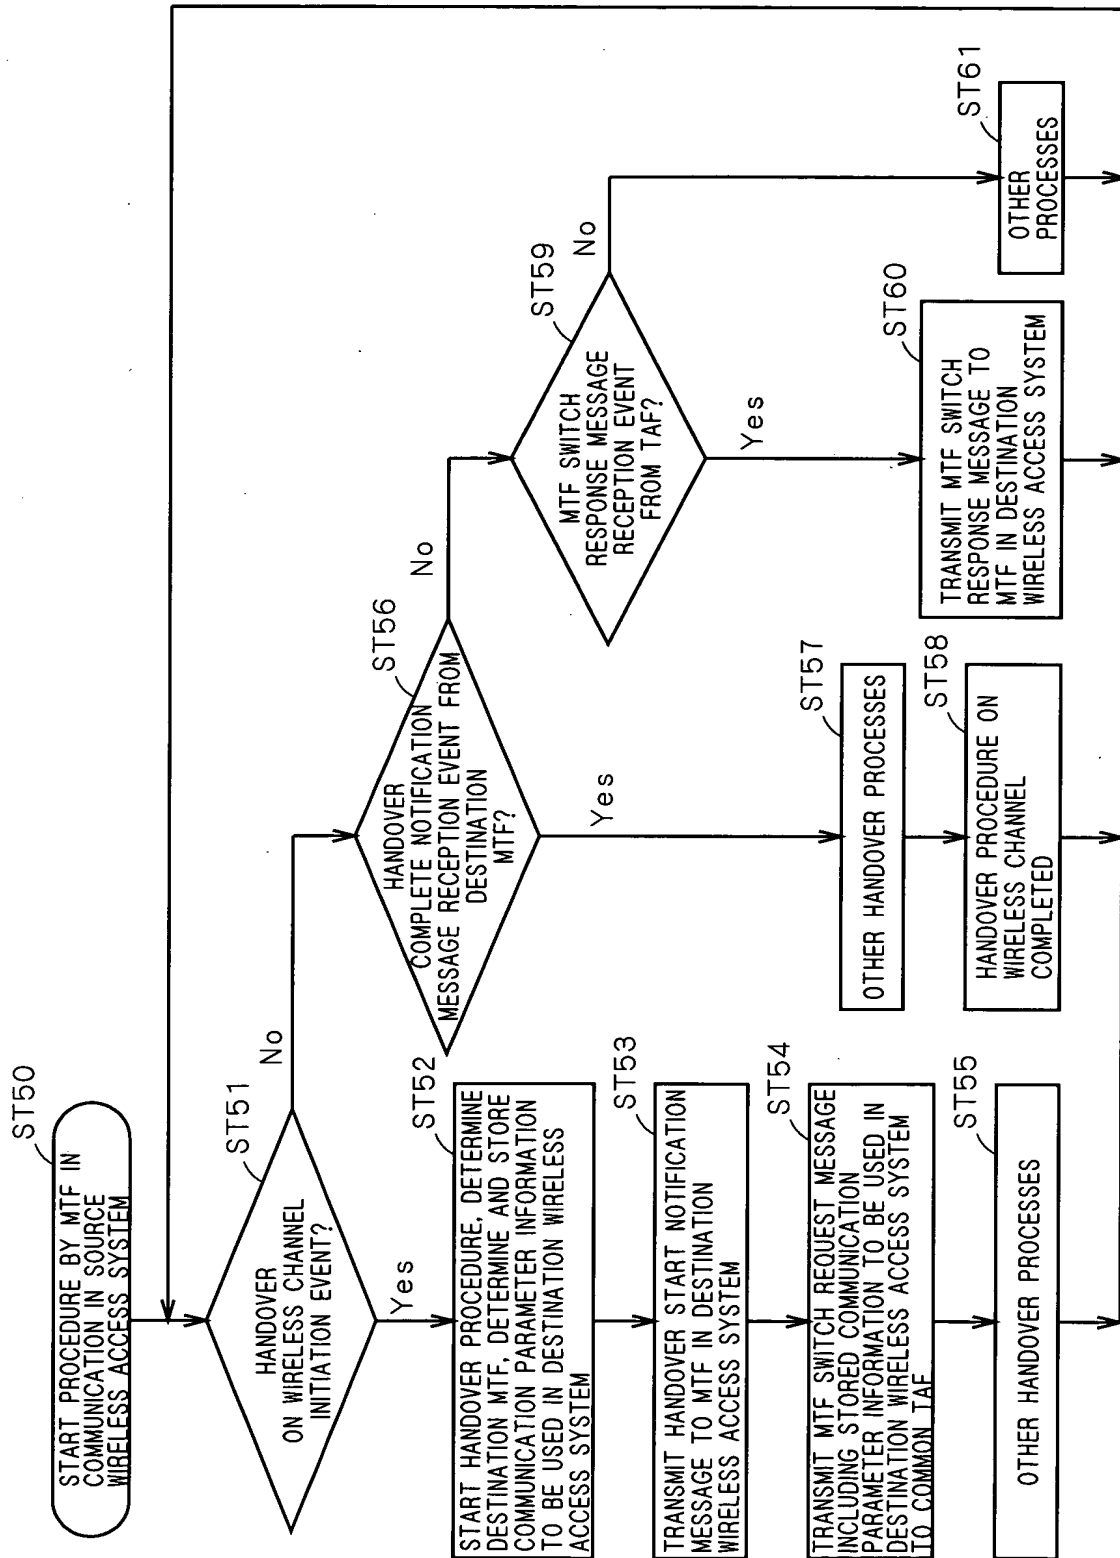 ST50
START PROCEDURE BY MTF IN
COMMUNICATION IN SOURCE
WIRELESS ACCESS SYSTEM
ST51
HANDOVER
ON WIRELESS CHANNEL
INITIATION EVENT?
No
Yes
ST52
START HANDOVER PROCEDURE, DETERMINE
DESTINATION MTF, DETERMINE AND STORE
COMMUNICATION PARAMETER INFORMATION
TO BE USED IN DESTINATION WIRELESS
ACCESS SYSTEM
ST53
TRANSMIT HANDOVER START NOTIFICATION
MESSAGE TO MTF IN DESTINATION
WIRELESS ACCESS SYSTEM
ST54
TRANSMIT MTF SWITCH REQUEST MESSAGE
INCLUDING STORED COMMUNICATION
PARAMETER INFORMATION TO BE USED IN
DESTINATION WIRELESS ACCESS SYSTEM
TO COMMON TAF
ST55
OTHER HANDOVER PROCESSES
ST56
HANDOVER
COMPLETE NOTIFICATION
MESSAGE RECEPTION EVENT FROM
DESTINATION
MTF?
No
Yes
ST57
OTHER HANDOVER PROCESSES
ST58
HANDOVER PROCEDURE ON
WIRELESS CHANNEL
COMPLETED
ST59
MTF SWITCH
RESPONSE MESSAGE
RECEPTION EVENT
FROM TAF?
No
Yes
ST60
TRANSMIT MTF SWITCH
RESPONSE MESSAGE TO
MTF IN DESTINATION
WIRELESS ACCESS SYSTEM
ST61
OTHER
PROCESSES